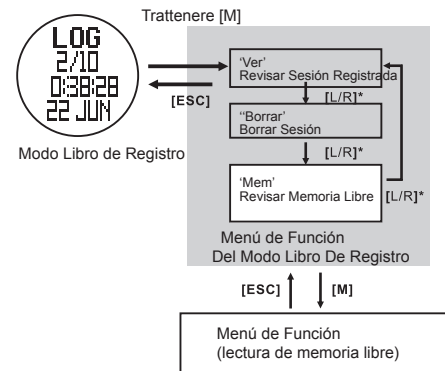 Trattenere [M]
LOG
2/10
0:38:28
22 JUN
[ESC]
Modo Libro de Registro
‘Ver’
Revisar Sesión Registrada
[L/R]*
‘‘Borrar’
Borrar Sesión
[L/R]*
‘Mem’
Revisar Memoria Libre
[L/R]*
Menú de Función
Del Modo Libro De Registro
[ESC]
[M]
Menú de Función
(lectura de memoria libre)